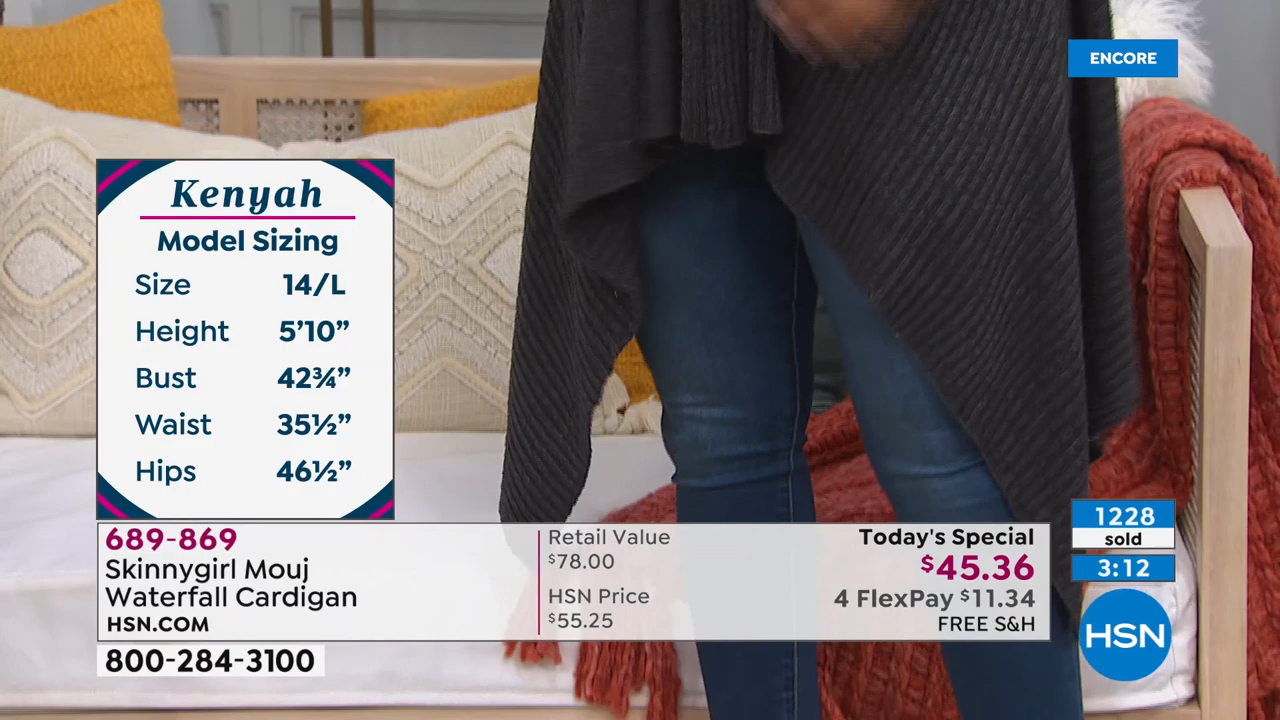 ENCORE
Kenyah
Model Sizing
Size 14/L
Height 5’10”
Bust 42¾”
Waist 35½”
Hips 46½”
689-869
Skinnygirl Mouj
Waterfall Cardigan
HSN.COM
Retail Value
$78.00
HSN Price
$55.25
Today's Special
$45.36
4 FlexPay $11.34
FREE S&H
1228
sold
3:12
HSN
800-284-3100